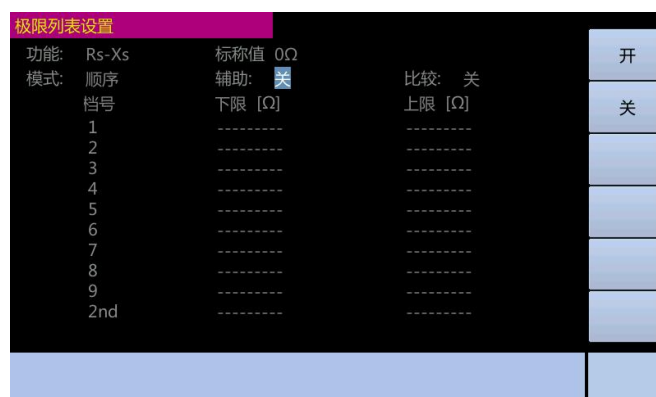 极限列表设置
功能: Rs-Xs 标称值 0Ω
模式: 顺序 辅助: 关 比较: 关
档号 下限 [Ω] 上限 [Ω]
1 --------- ---------
2 --------- ---------
3 --------- ---------
4 --------- ---------
5 --------- ---------
6 --------- ---------
7 --------- ---------
8 --------- ---------
9 --------- ---------
2nd --------- ---------
开
关